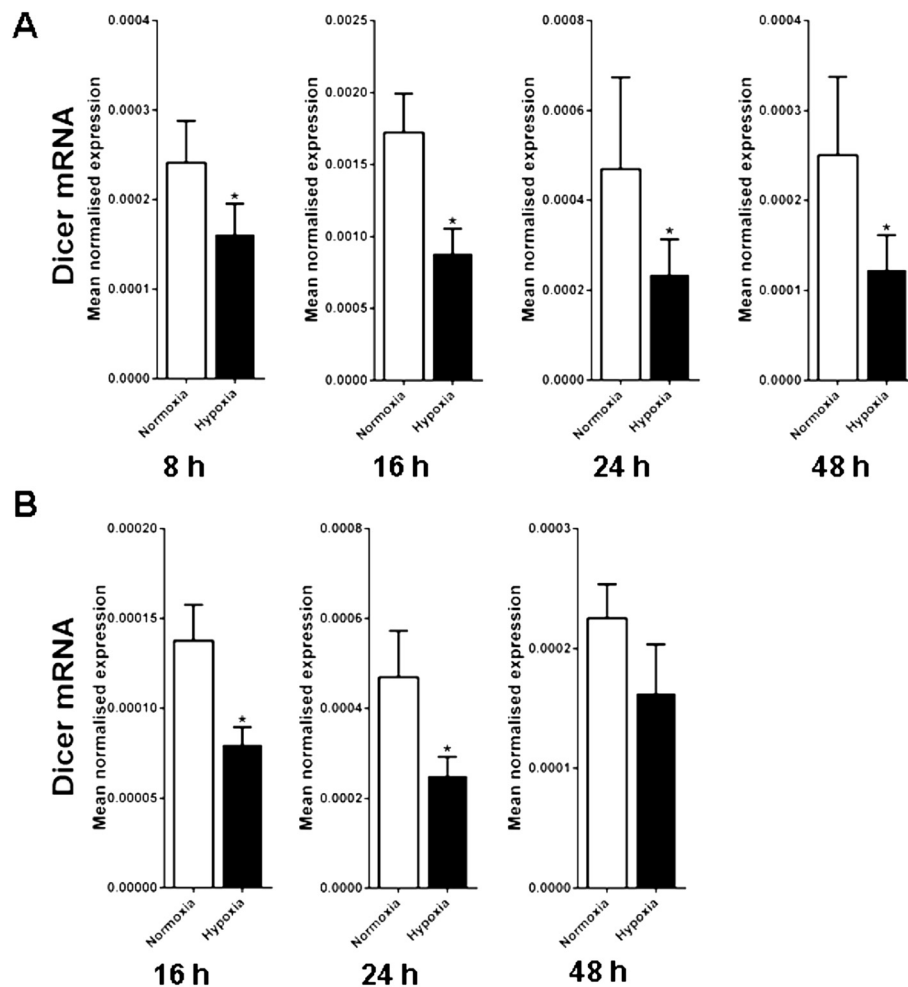 A
Dicer mRNA
Mean normalised expression
0.0004
0.0003
0.0002
0.0001
0.0000
*
Normoxia
Hypoxia
8 h
Mean normalised expression
0.0025
0.0020
0.0015
0.0010
0.0005
0.0000
*
Normoxia
Hypoxia
16 h
Mean normalised expression
0.0008
0.0006
0.0004
0.0002
0.0000
*
Normoxia
Hypoxia
24 h
Mean normalised expression
0.0004
0.0003
0.0002
0.0001
0.0000
*
Normoxia
Hypoxia
48 h
B
Dicer mRNA
Mean normalised expression
0.00020
0.00015
0.00010
0.00005
0.00000
*
Normoxia
Hypoxia
16 h
Mean normalised expression
0.0008
0.0006
0.0004
0.0002
0.0000
*
Normoxia
Hypoxia
24 h
Mean normalised expression
0.0003
0.0002
0.0001
0.0000
Normoxia
Hypoxia
48 h